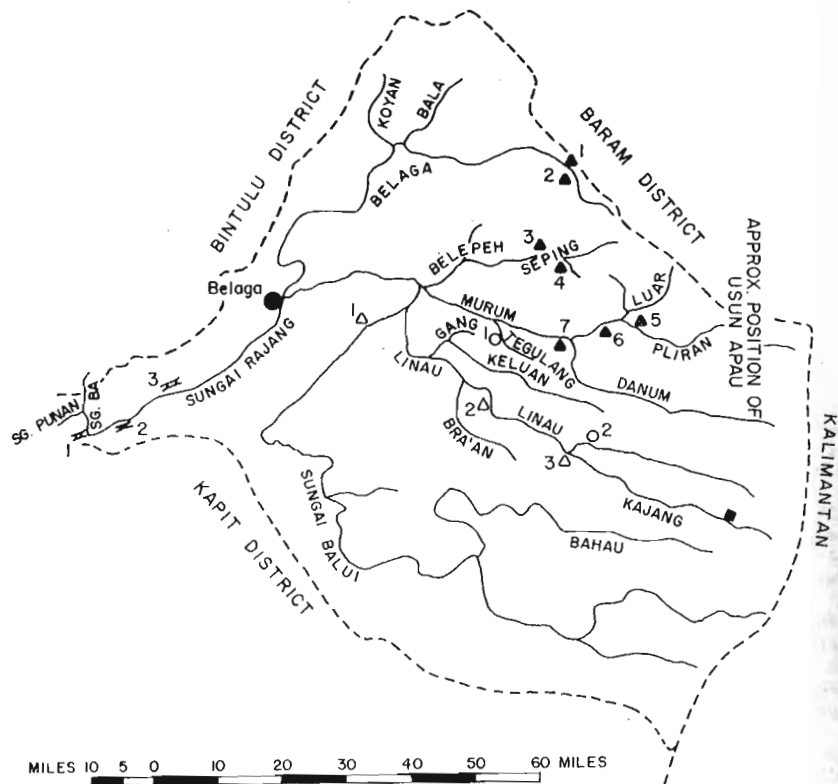 KOYAN
BALA
BINTULU DISTRICT
BARAM DISTRICT
1
2
BELAGA
3
BELEPEH
SEPING
4
APPROX. POSITION OF
USUN APAU
Belaga
LUAR
MURUM
1
GANG
1
TEGULANG
7
6
5
PLIRAN
LINAU
KELUAN
DANUM
3
SUNGAI RAJANG
SG. BA
SG. PUNAN
1
2
2
LINAU
2
BRA'AN
3
KALIMANTAN
KAPIT DISTRICT
SUNGAI BALUI
KAJANG
BAHAU
MILES 10 5 0 10 20 30 40 50 60 MILES